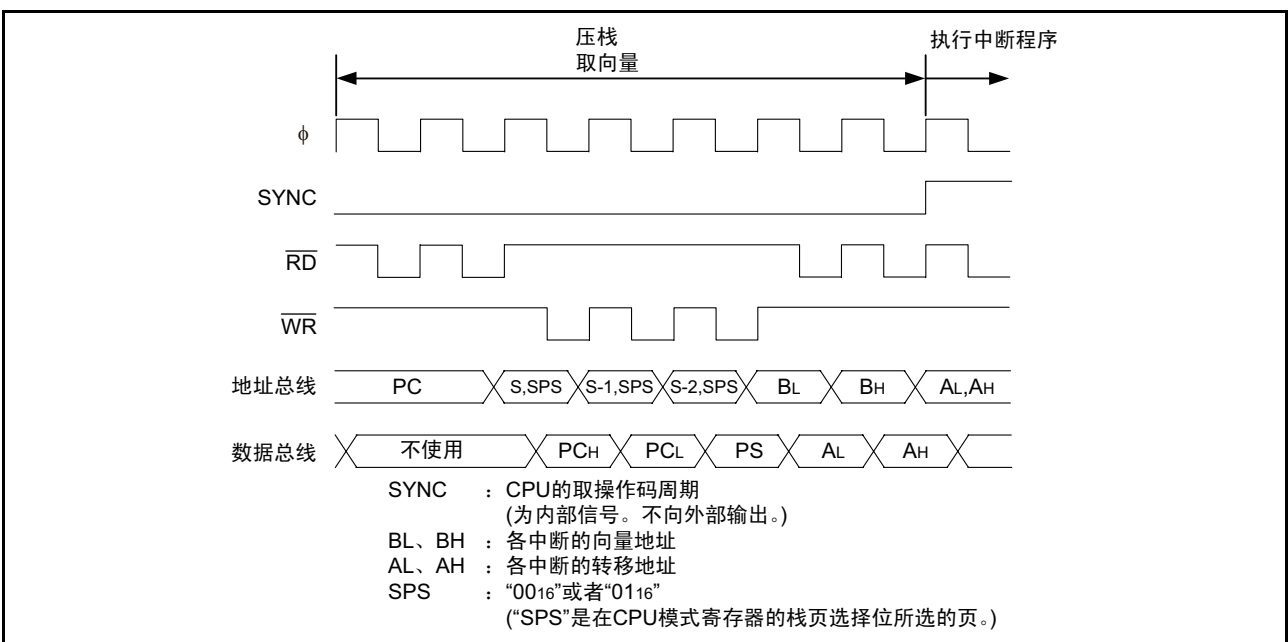 压栓
取向量
执行中断程序
ϕ
SYNC
RD
WR
地址总线 PC S,SPS S-1,SPS S-2,SPS BL BH AL,AH
数据总线 不使用 PCH PCL PS AL AH
SYNC ：CPU的取操作码周期
(为内部信号。不向外部输出。)
BL、BH ：各中断的向量地址
AL、AH ：各中断的转移地址
SPS ：“0016”或者“0116”
(“SPS”是在CPU模式寄存器的栈页选择位所选的页。)